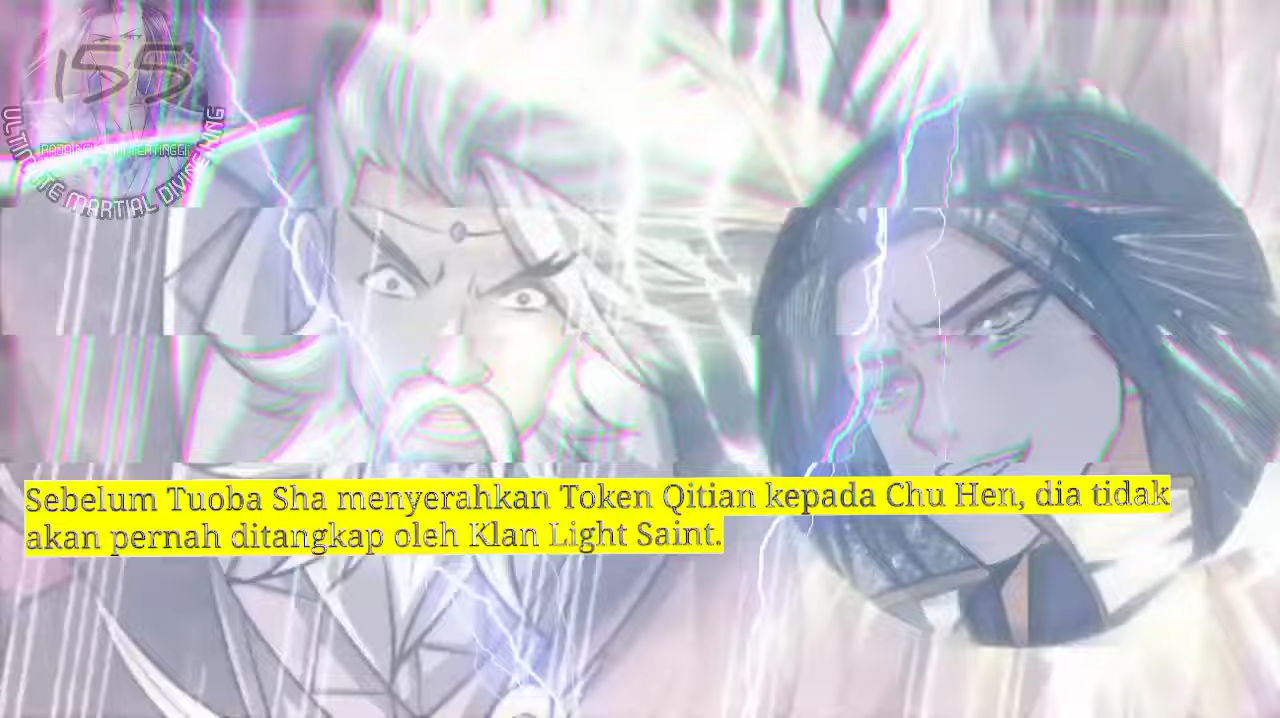 155
ULTIMATE MARTIAL DIVINE KING
Sebelum Tuoba Sha menyerahkan Token Qitian kepada Chu Hen, dia tidak
akan pernah ditangkap oleh Klan Light Saint.